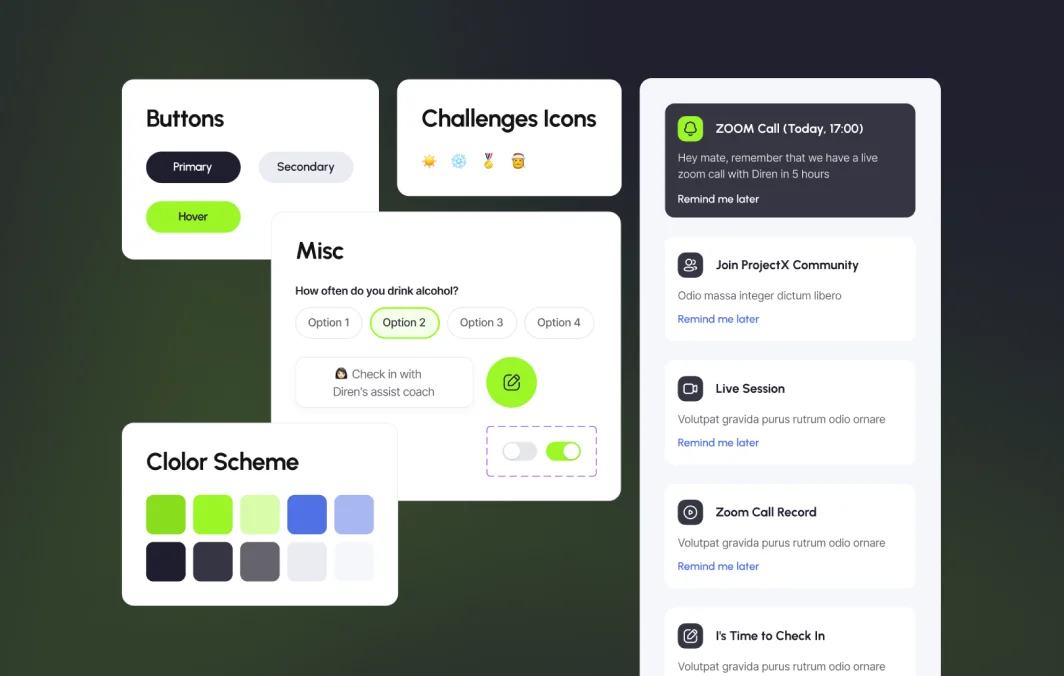 Buttons
Primary
Secondary
Hover
Challenges Icons
Misc
How often do you drink alcohol?
Option 1
Option 2
Option 3
Option 4
Check in with
Diren's assist coach
Clolor Scheme
ZOOM Call (Today, 17:00)
Hey mate, remember that we have a live
zoom call with Diren in 5 hours
Remind me later
Join ProjectX Community
Odio massa integer dictum libero
Remind me later
Live Session
Volutpat gravida purus rutrum odio ornare
Remind me later
Zoom Call Record
Volutpat gravida purus rutrum odio ornare
Remind me later
I's Time to Check In
Volutpat gravida purus rutrum odio ornare